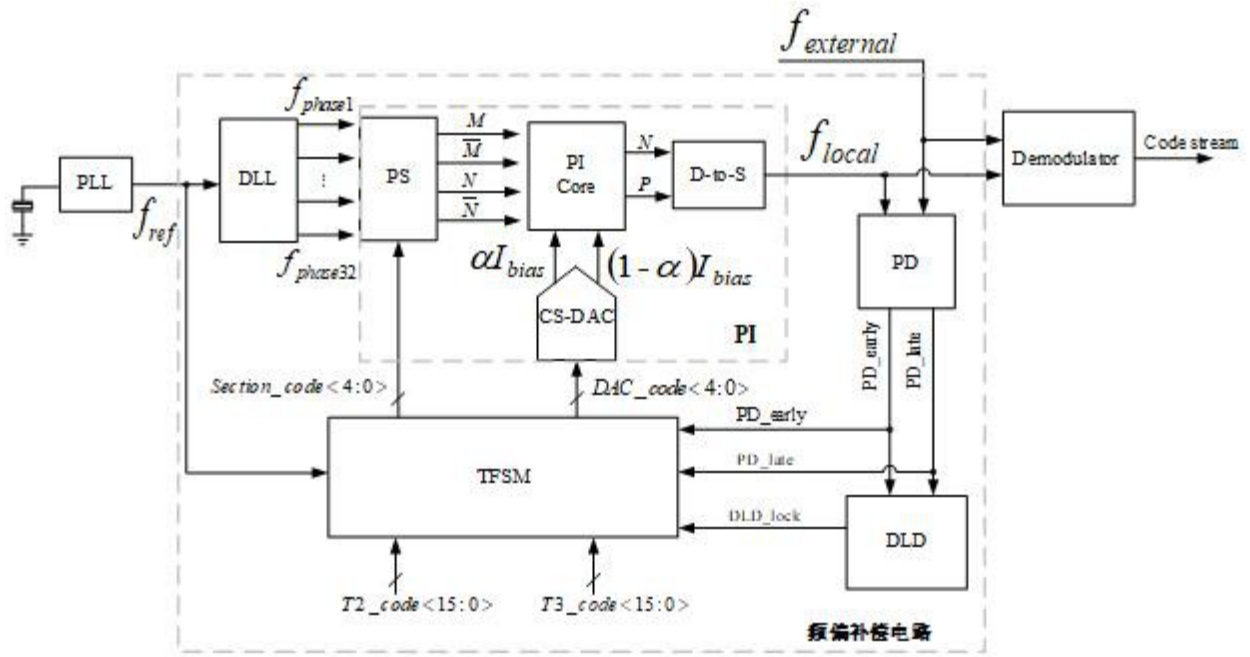 f_external
f_phase1
M
M̅
N
N̅
PLL
f_ref
DLL
⋮
PS
PI Core
N
P
D-to-S
f_local
Demodulator
Code stream
f_phase32
αI_bias
(1-α)I_bias
CS-DAC
PI
PD
PD_early
PD_late
Section_code<4:0>
DAC_code<4:0>
PD_early
PD_late
TFSM
DLD_lock
DLD
T2_code<15:0>
T3_code<15:0>
频偏补偿电路